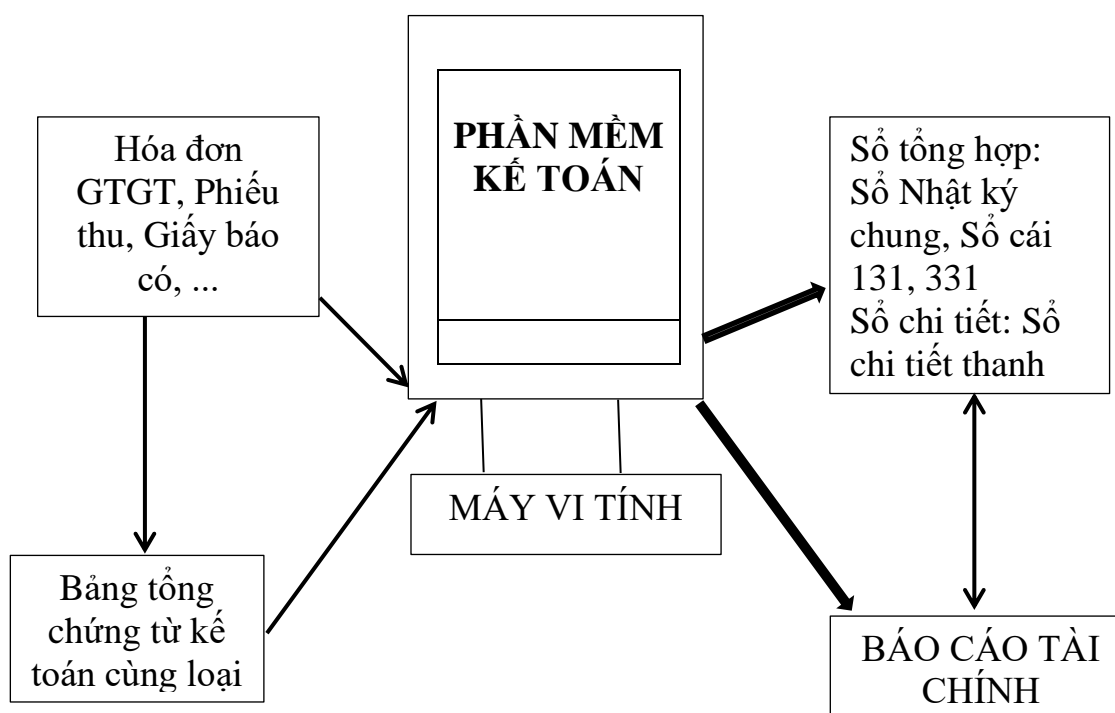 Hóa đơn
GTGT, Phiếu
thu, Giấy báo
có, ...
Bảng tổng
chứng từ kế
toán cùng loại
PHẦN MỀM
KẾ TOÁN
MÁY VI TÍNH
Sổ tổng hợp:
Sổ Nhật ký
chung, Sổ cái
131, 331
Sổ chi tiết: Sổ
chi tiết thanh
BÁO CÁO TÀI
CHÍNH